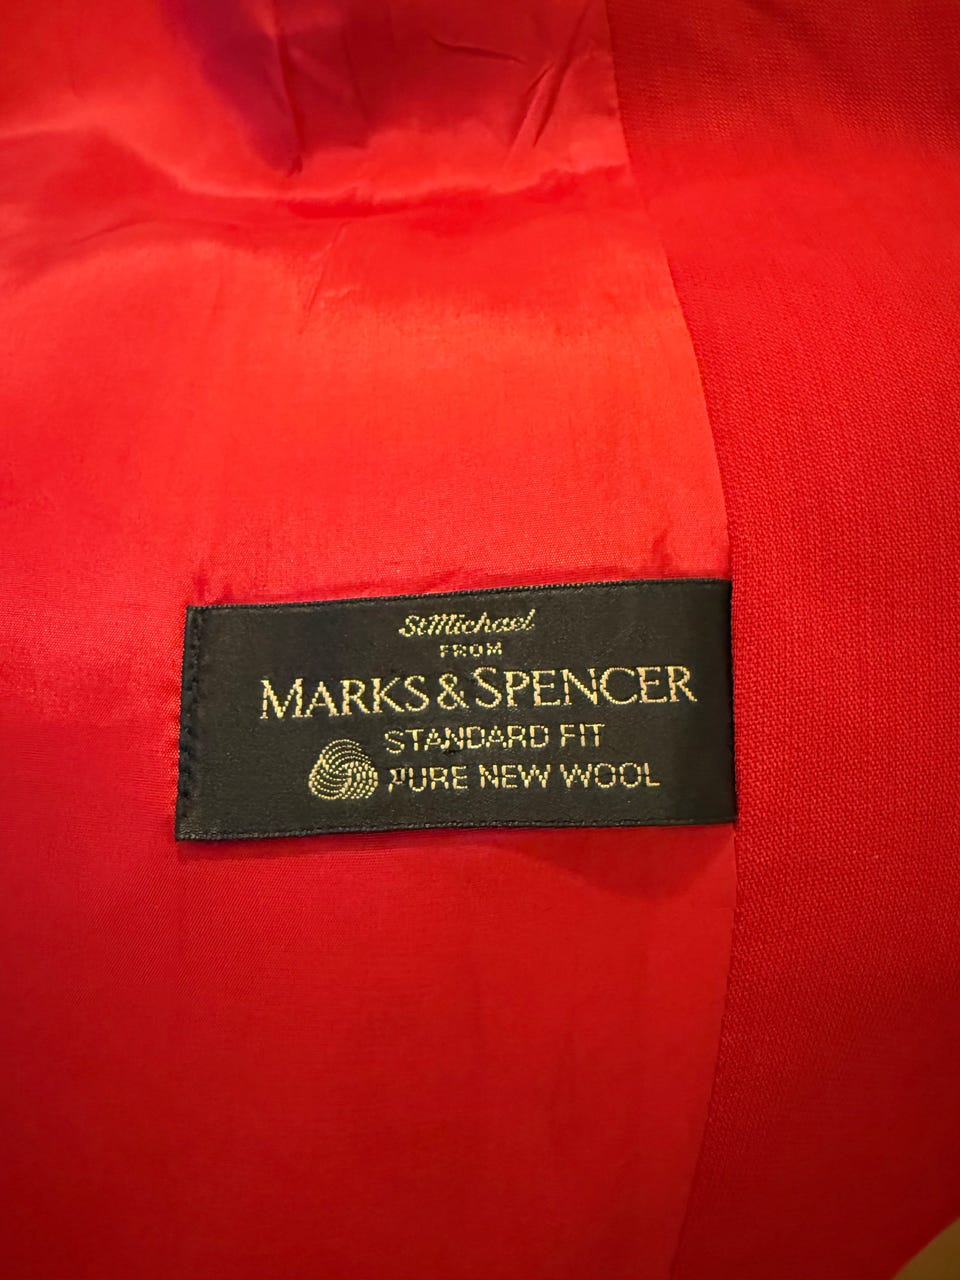 StMichael
FROM
MARKS & SPENCER
STANDARD FIT
PURE NEW WOOL